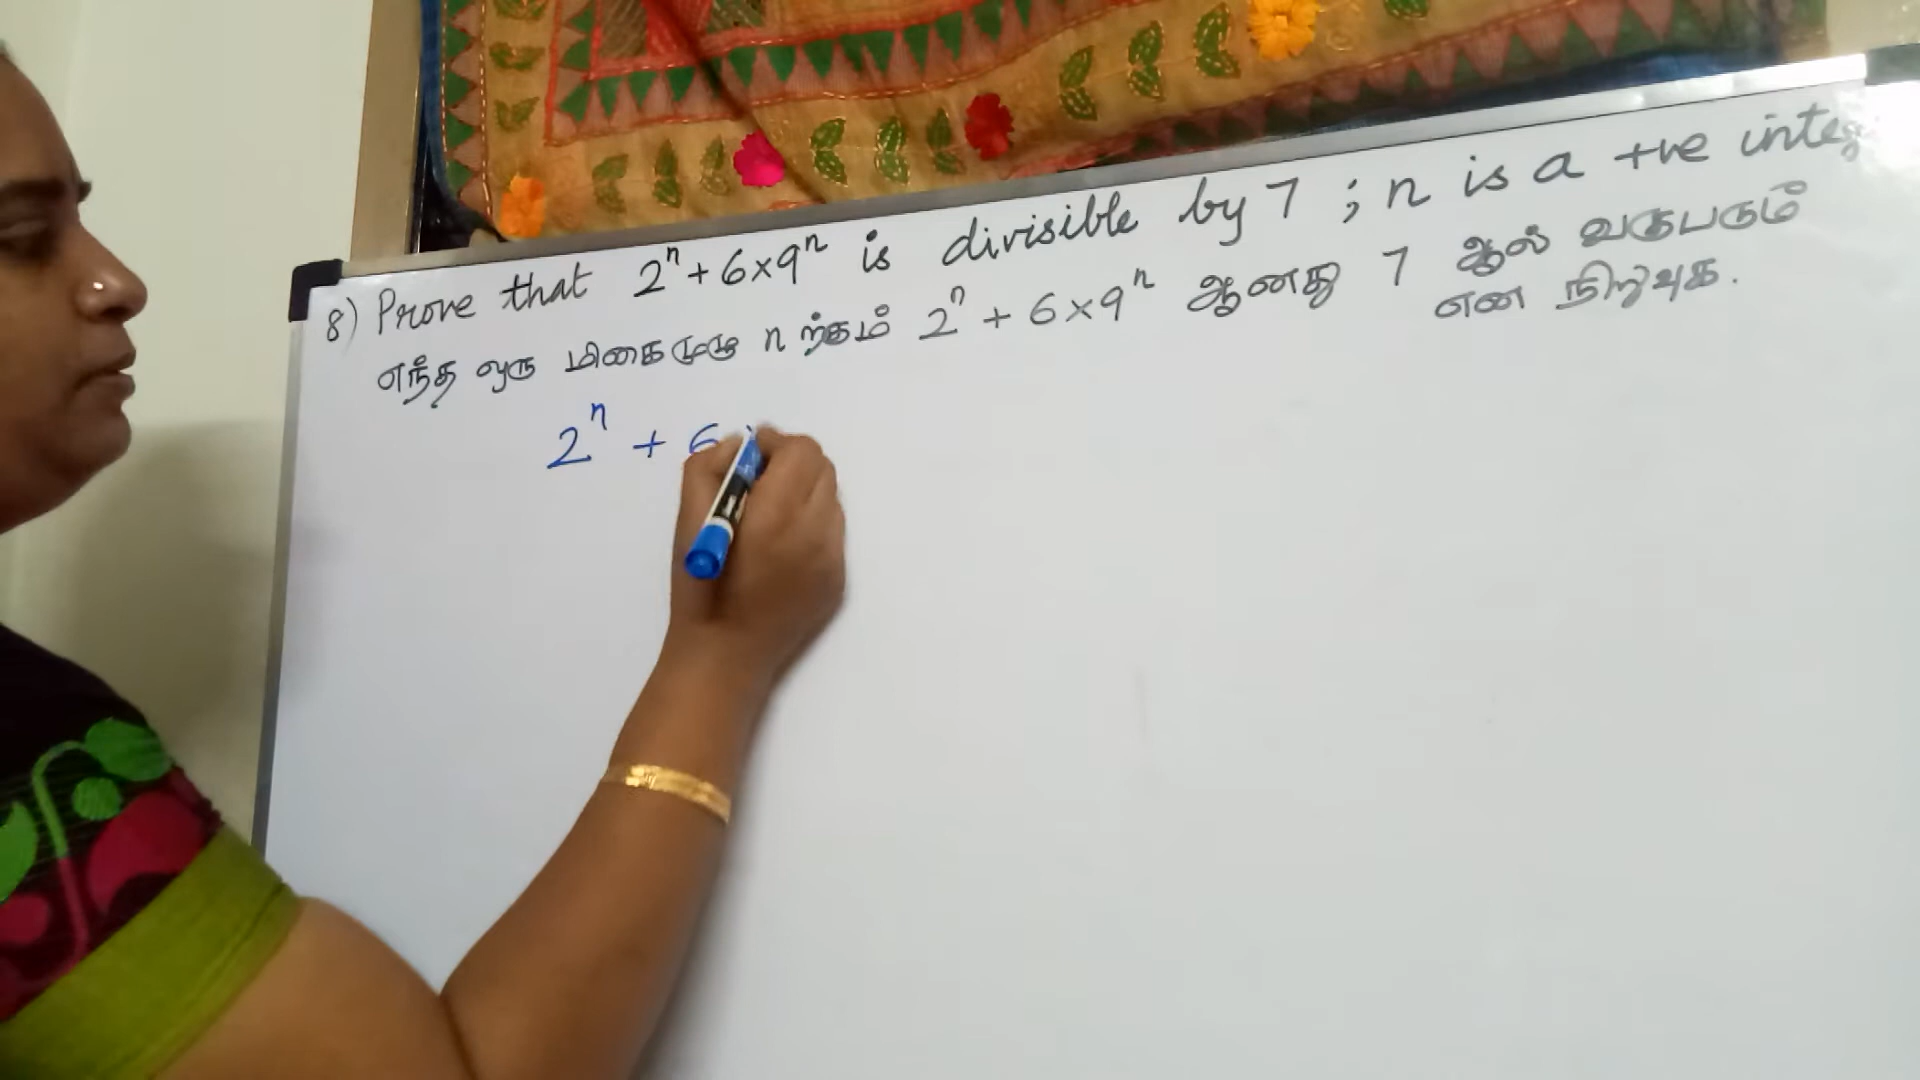 8) Prove that 2ⁿ + 6×9ⁿ is divisible by 7 ; n is a +ve integ
எந்த ஒரு மிகை முழு n ற்கும் 2ⁿ + 6×9ⁿ ஆனது 7 ஆல் வகுபடும்
என நிறுவுக.
2ⁿ + 6